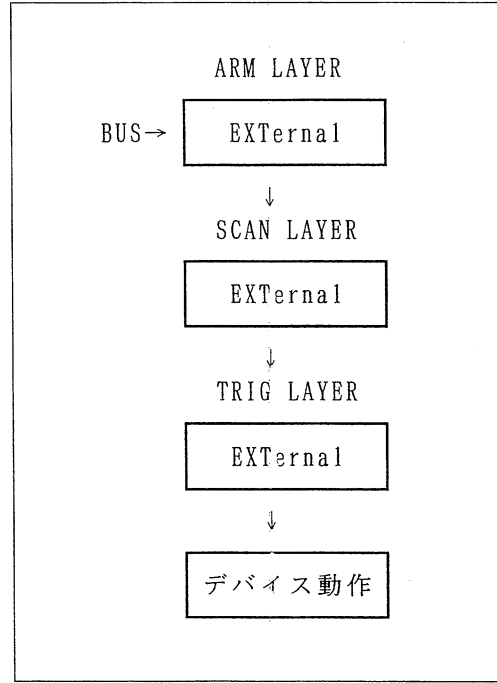 ARM LAYER
BUS→ EXTernal
↓
SCAN LAYER
EXTernal
↓
TRIG LAYER
EXTernal
↓
デバイス動作